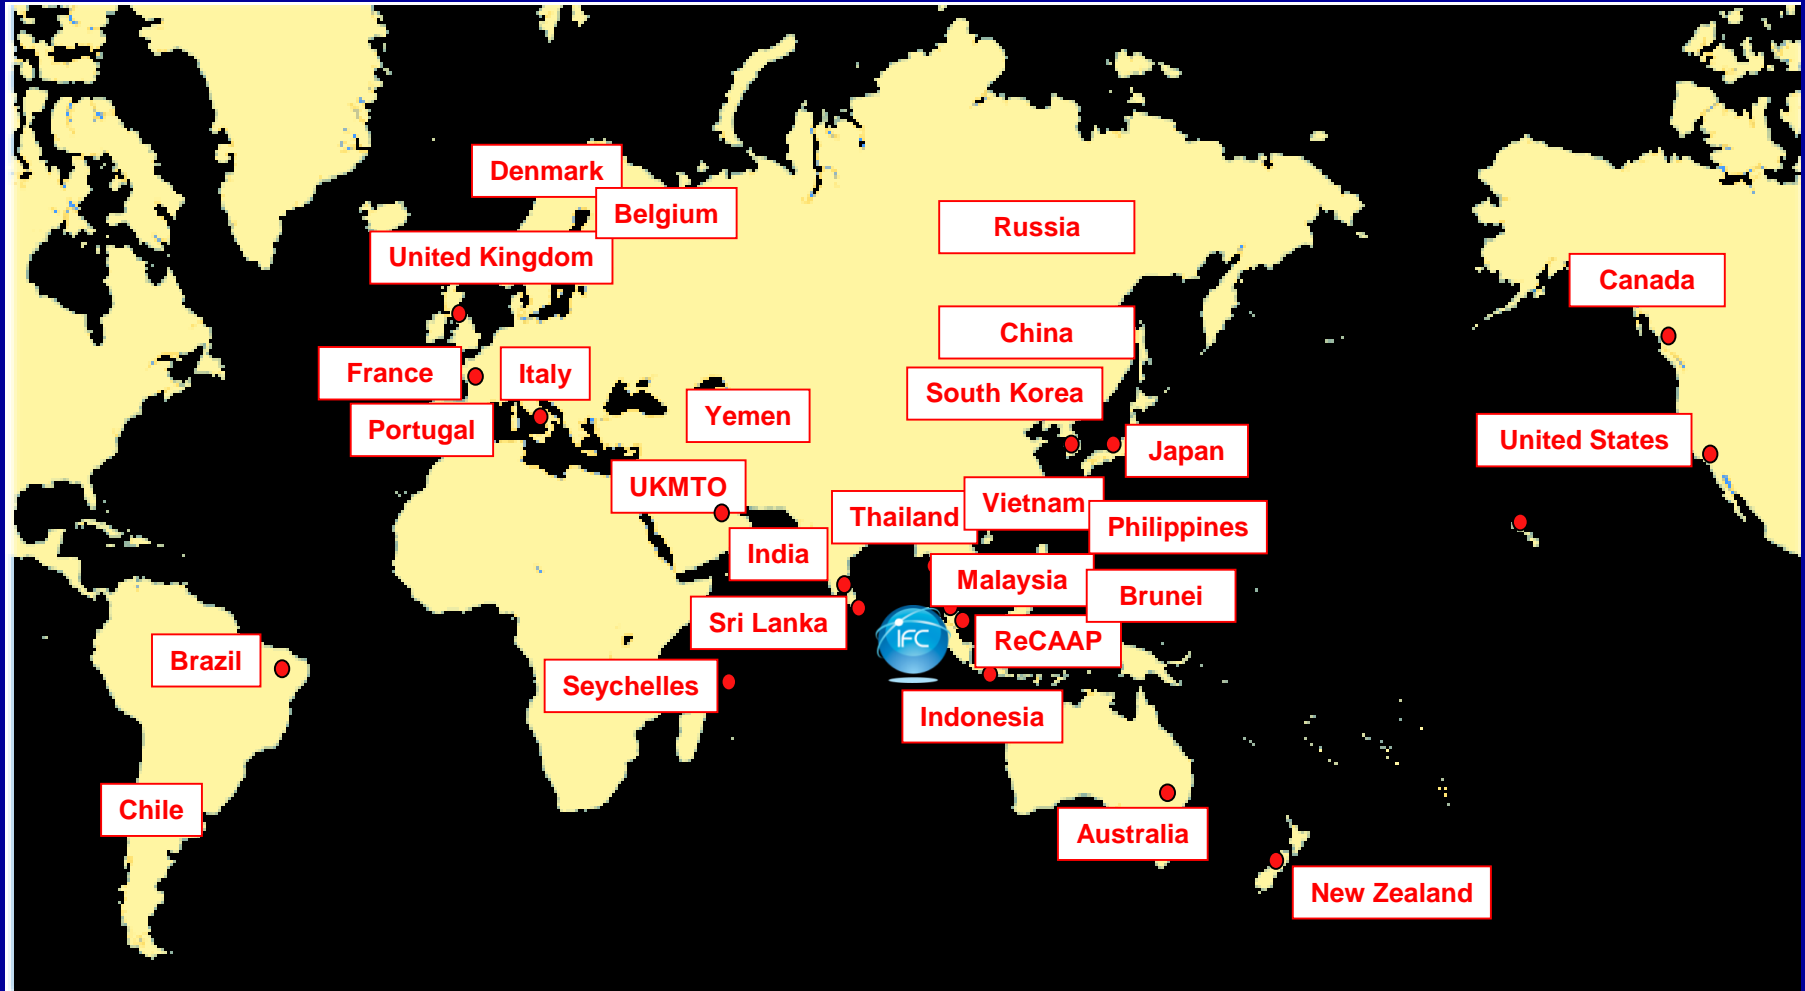 Denmark
Belgium
Russia
United Kingdom
Canada
China
France
Italy
South Korea
Yemen
Portugal
United States
Japan
UKMTO
Vietnam
Thailand
Philippines
India
Malaysia
Brunei
Sri Lanka
IFC
ReCAAP
Brazil
Seychelles
Indonesia
Chile
Australia
New Zealand